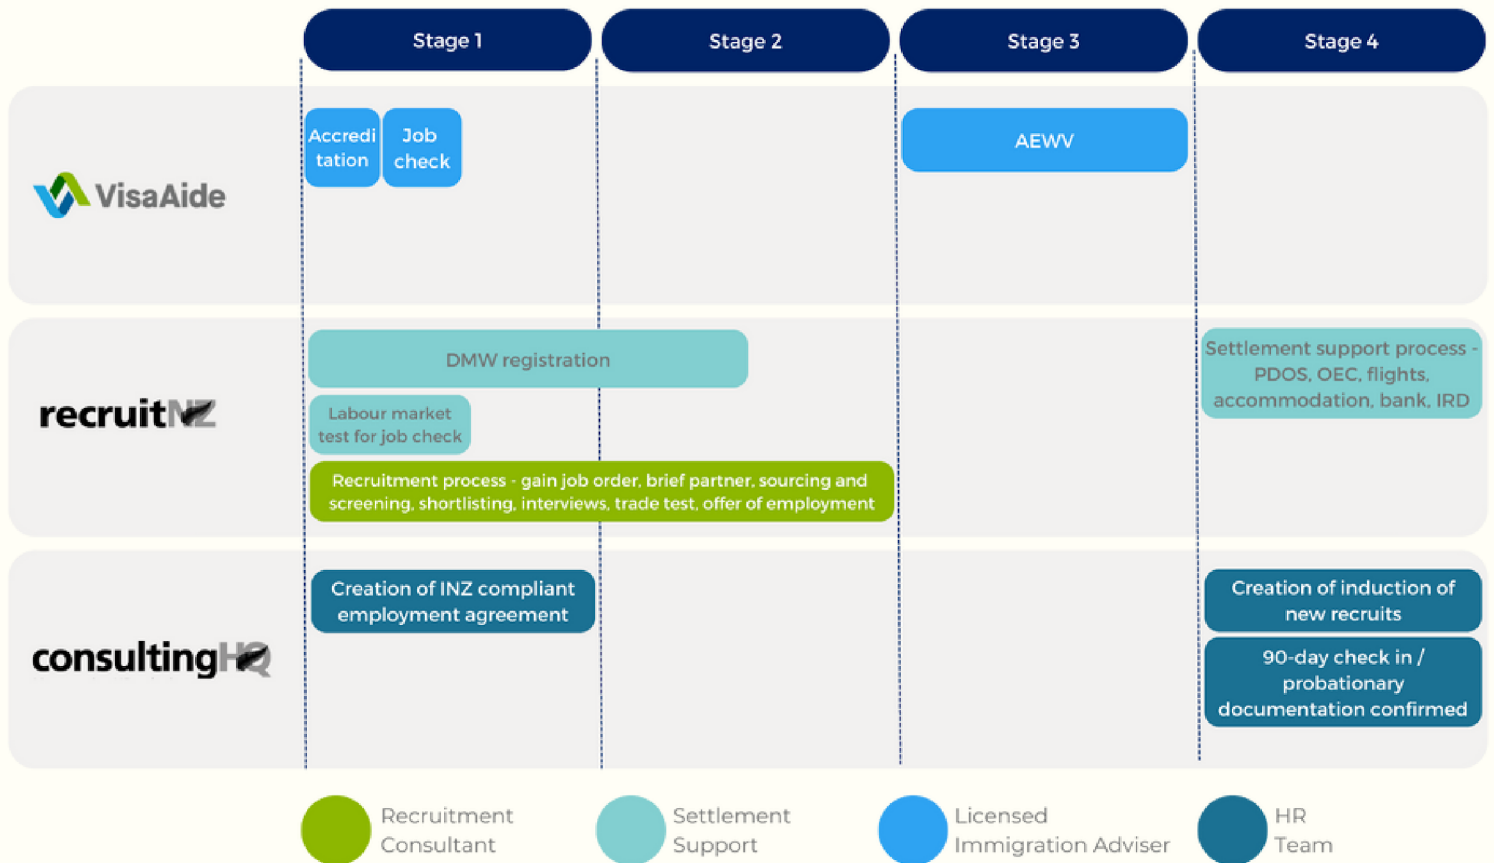 Stage 1
Stage 2
Stage 3
Stage 4
VisaAide
Accredi
tation
Job
check
AEWV
recruitNZ
DMW registration
Labour market
test for job check
Recruitment process - gain job order, brief partner, sourcing and
screening, shortlisting, interviews, trade test, offer of employment
Settlement support process -
PDOS, OEC, flights,
accommodation, bank, IRD
consultingHQ
Creation of INZ compliant
employment agreement
Creation of induction of
new recruits
90-day check in /
probationary
documentation confirmed
Recruitment
Consultant
Settlement
Support
Licensed
Immigration Adviser
HR
Team